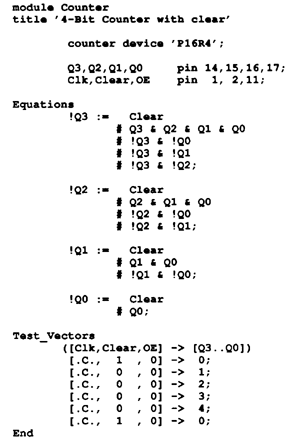 module Counter
title '4-Bit Counter with clear'
counter device 'P16R4';
Q3,Q2,Q1,Q0 pin 14,15,16,17;
Clk,Clear,OE pin 1, 2,11;
Equations
!Q3 := Clear
# Q3 & Q2 & Q1 & Q0
# !Q3 & !Q0
# !Q3 & !Q1
# !Q3 & !Q2;
!Q2 := Clear
# Q2 & Q1 & Q0
# !Q2 & !Q0
# !Q2 & !Q1;
!Q1 := Clear
# Q1 & Q0
# !Q1 & !Q0;
!Q0 := Clear
# Q0;
Test_Vectors
([Clk,Clear,OE] -> [Q3..Q0])
[.C., 1 , 0] -> 0;
[.C., 0 , 0] -> 1;
[.C., 0 , 0] -> 2;
[.C., 0 , 0] -> 3;
[.C., 0 , 0] -> 4;
[.C., 1 , 0] -> 0;
End